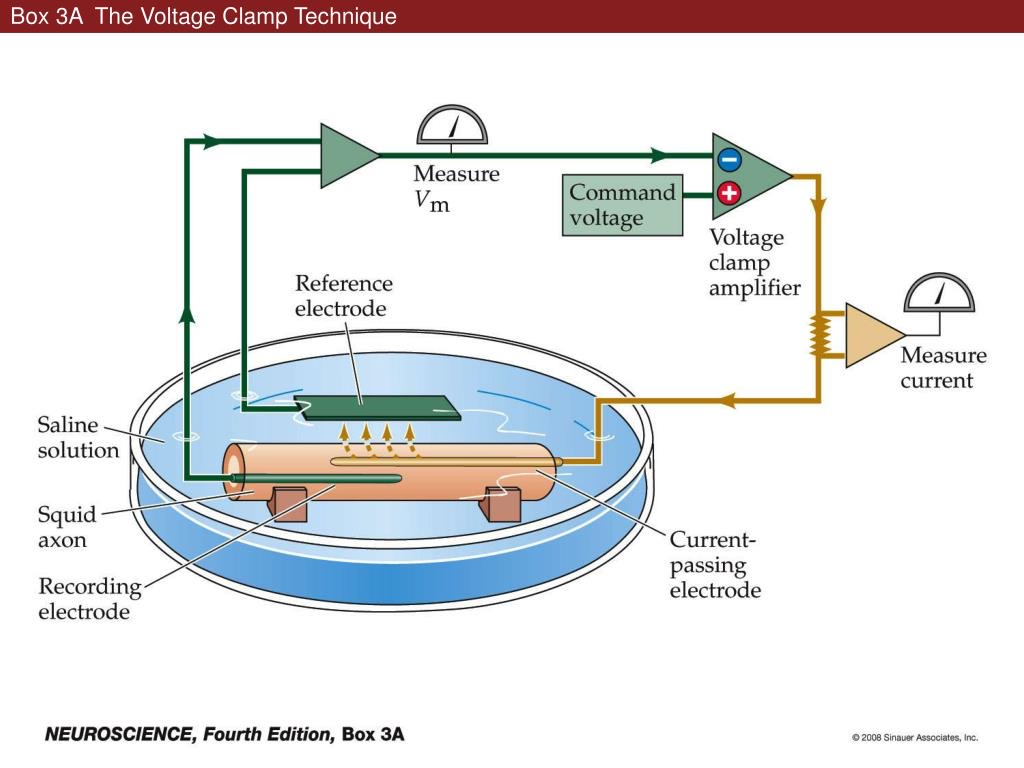 Box 3A The Voltage Clamp Technique
Measure
Vm
Command
voltage
−
+
Voltage
clamp
amplifier
Reference
electrode
Measure
current
Saline
solution
Squid
axon
Recording
electrode
Current-
passing
electrode
NEUROSCIENCE, Fourth Edition, Box 3A
© 2008 Sinauer Associates, Inc.